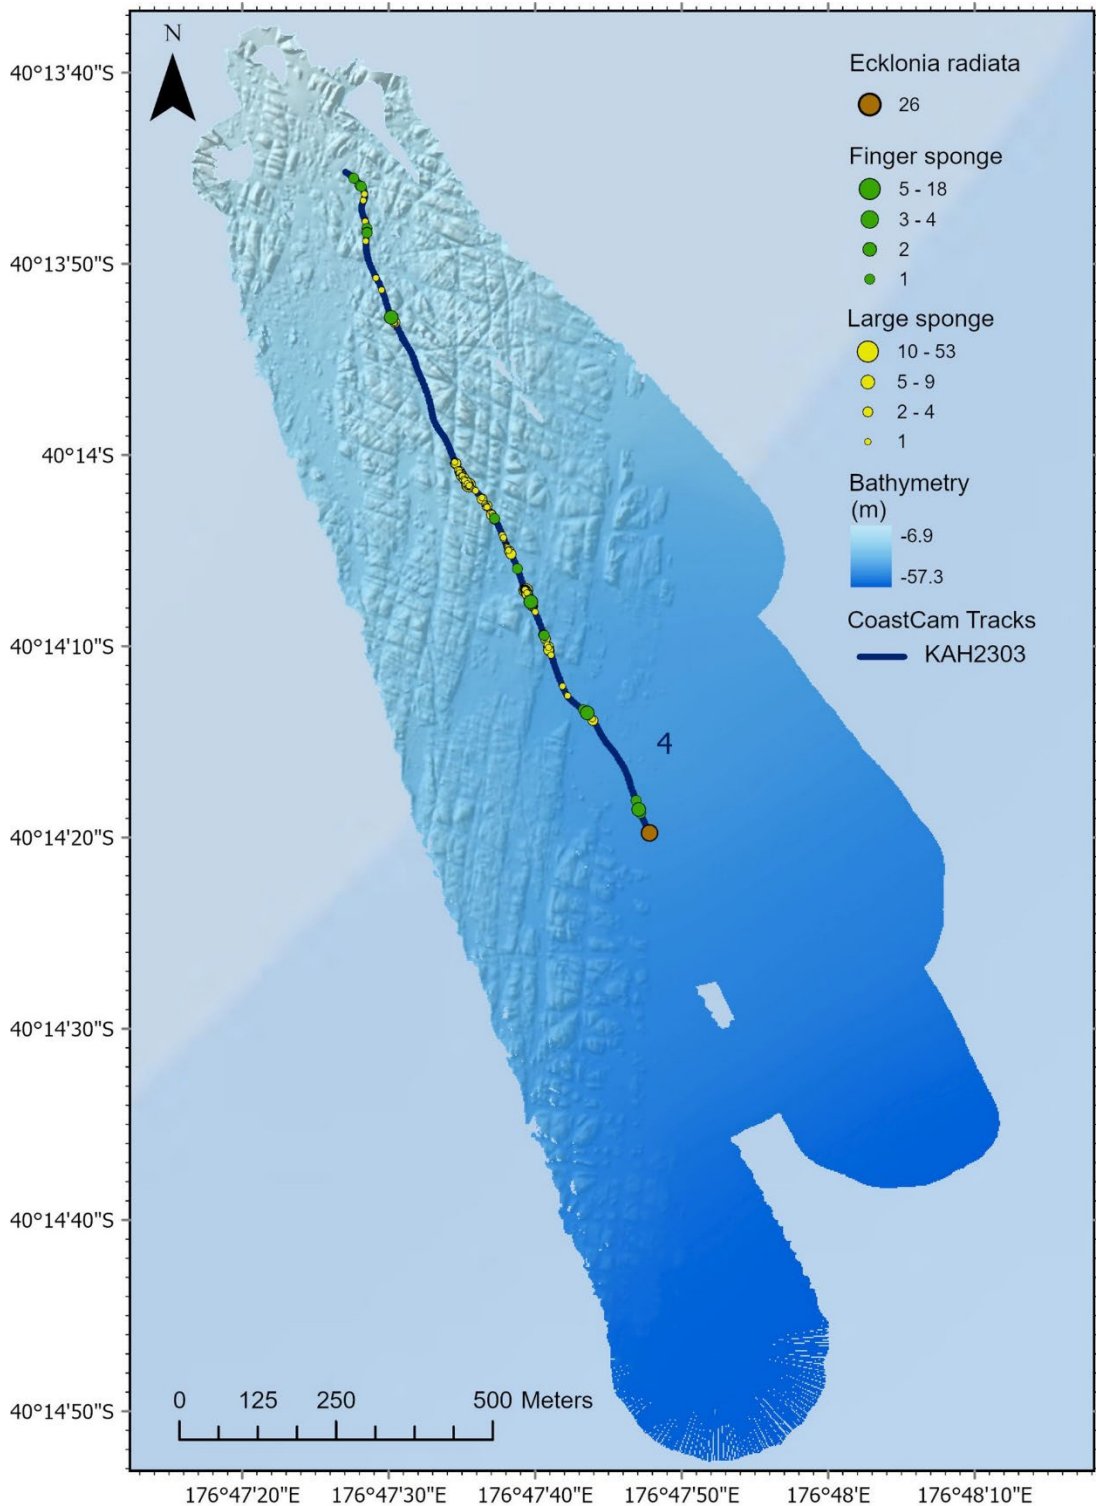 N
40°13'40"S
40°13'50"S
40°14'S
40°14'10"S
40°14'20"S
40°14'30"S
40°14'40"S
40°14'50"S
Ecklonia radiata
26
Finger sponge
5 - 18
3 - 4
2
1
Large sponge
10 - 53
5 - 9
2 - 4
1
Bathymetry
(m)
-6.9
-57.3
CoastCam Tracks
KAH2303
4
0 125 250 500 Meters
176°47'20"E 176°47'30"E 176°47'40"E 176°47'50"E 176°48'E 176°48'10"E